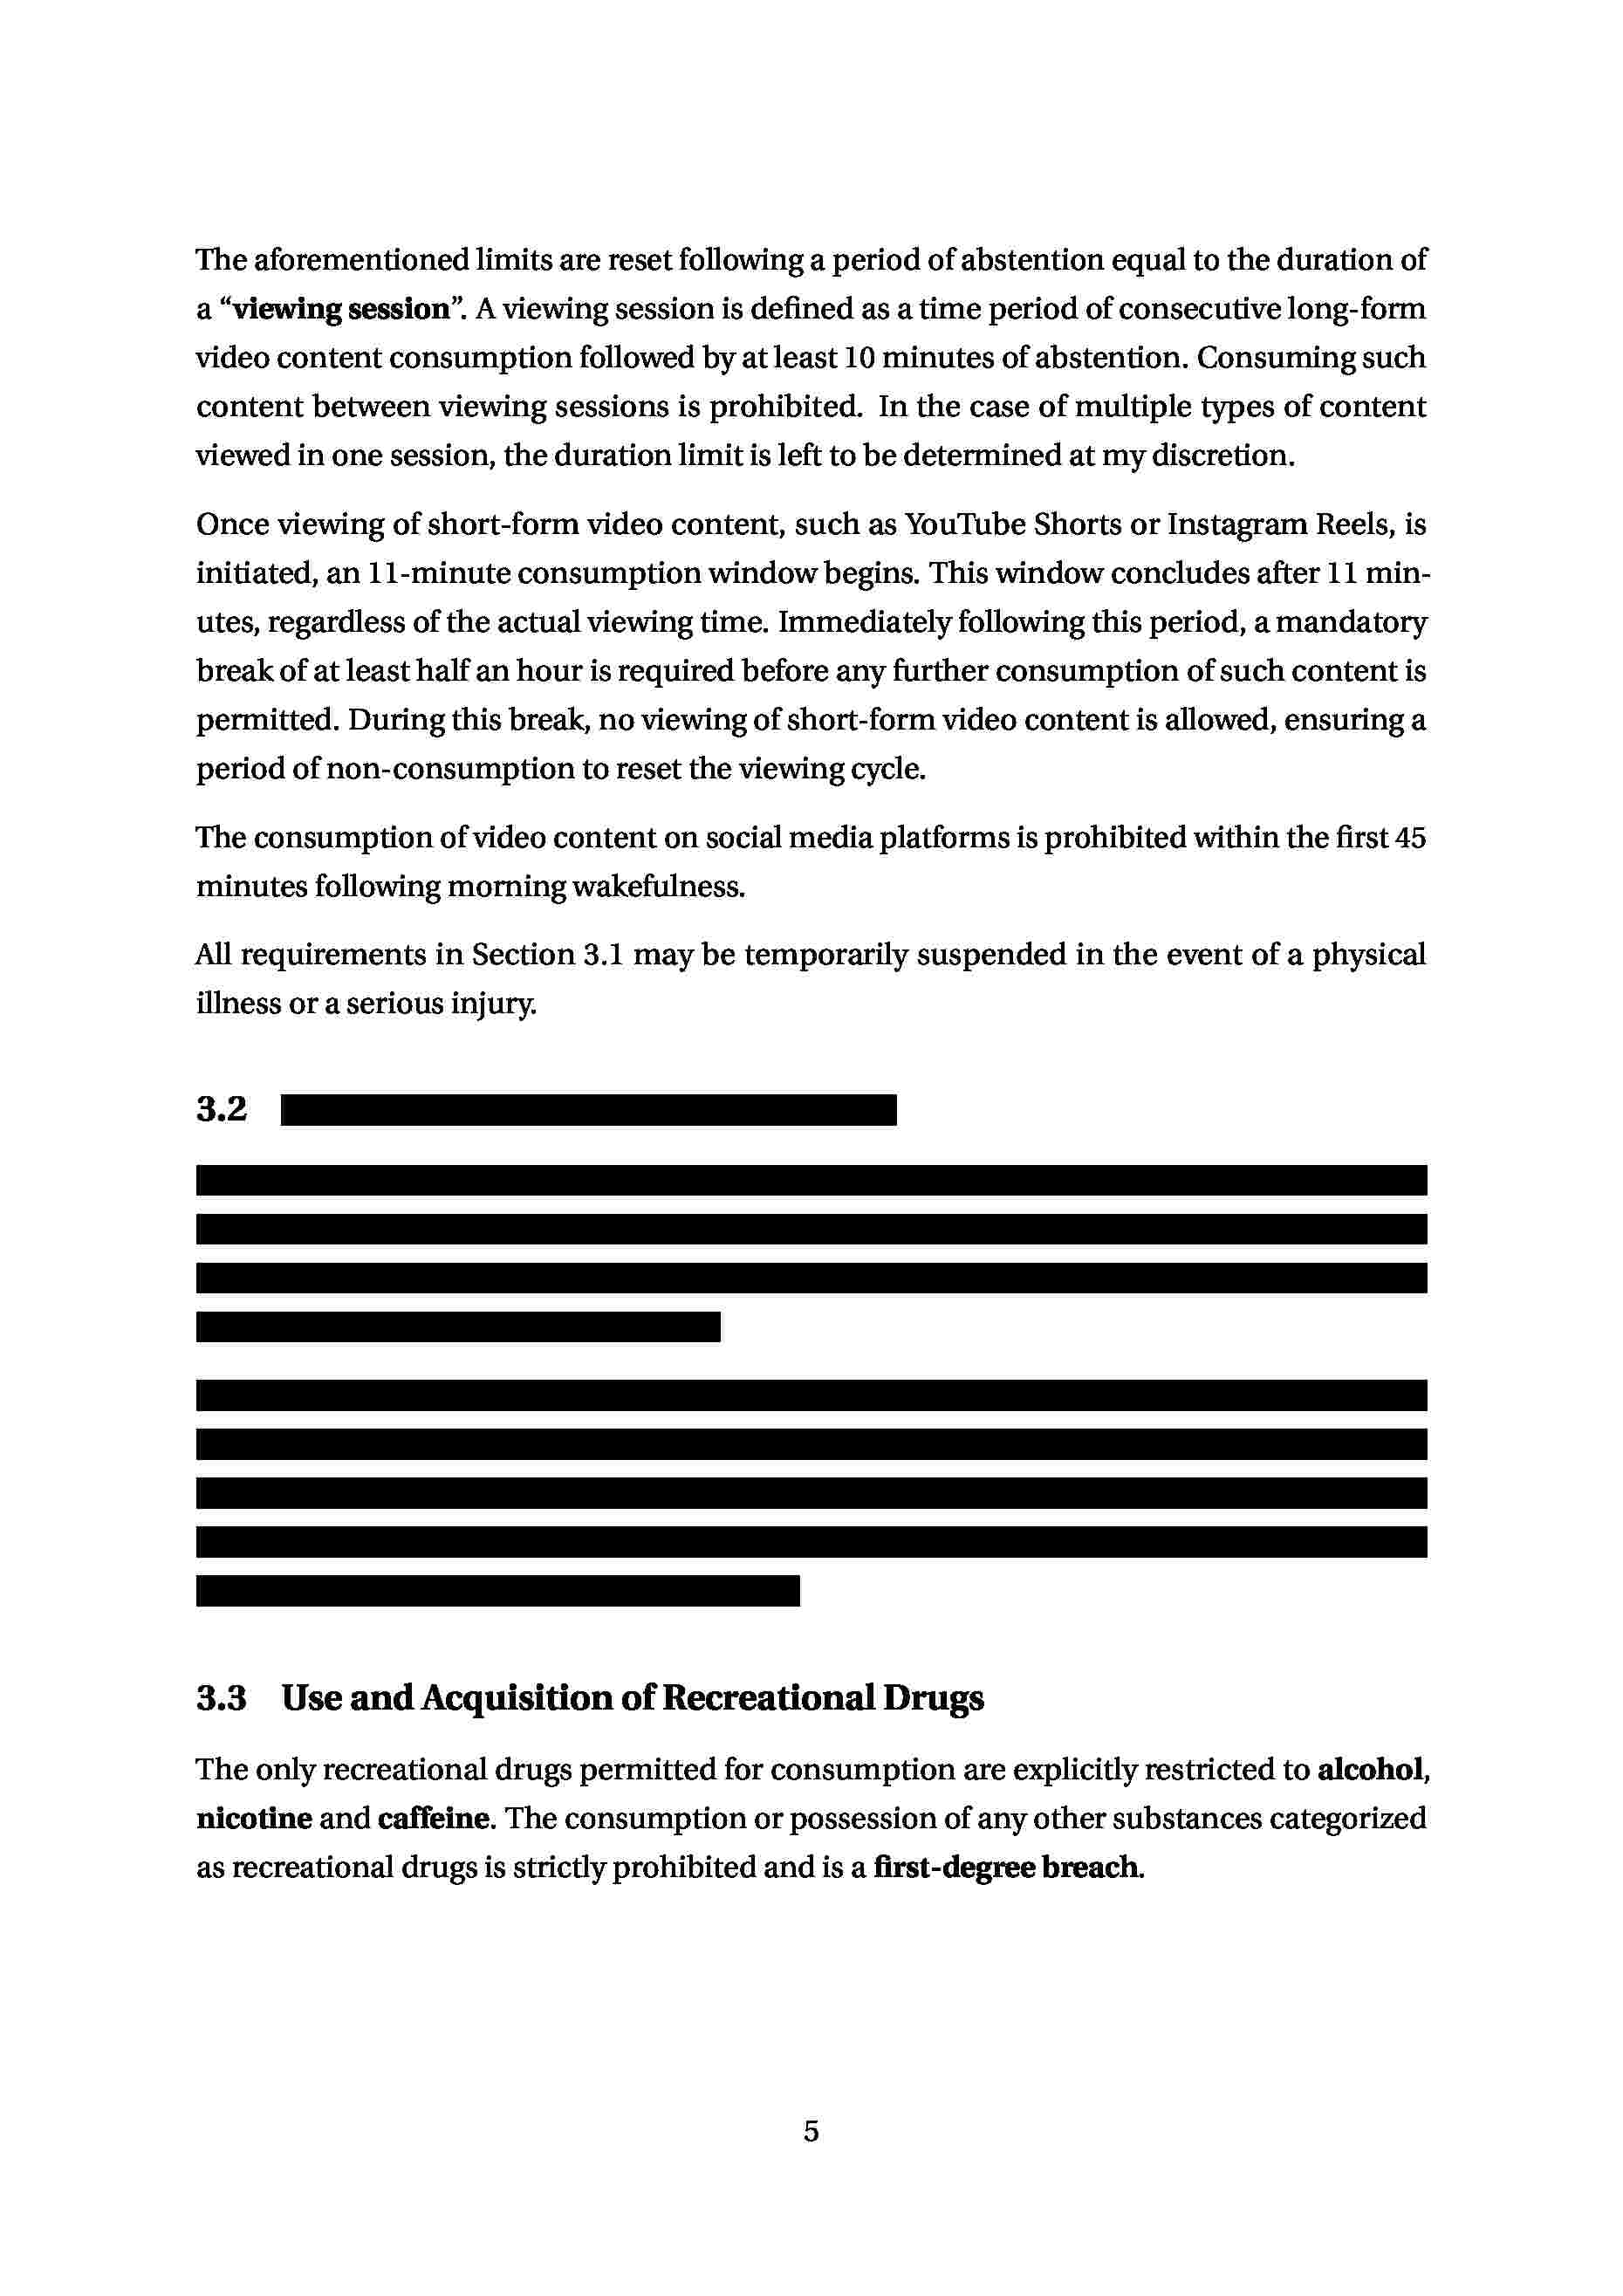 The aforementioned limits are reset following a period of abstention equal to the duration of
a “viewing session”. A viewing session is defined as a time period of consecutive long-form
video content consumption followed by at least 10 minutes of abstention. Consuming such
content between viewing sessions is prohibited. In the case of multiple types of content
viewed in one session, the duration limit is left to be determined at my discretion.
Once viewing of short-form video content, such as YouTube Shorts or Instagram Reels, is
initiated, an 11-minute consumption window begins. This window concludes after 11 min-
utes, regardless of the actual viewing time. Immediately following this period, a mandatory
break of at least half an hour is required before any further consumption of such content is
permitted. During this break, no viewing of short-form video content is allowed, ensuring a
period of non-consumption to reset the viewing cycle.
The consumption of video content on social media platforms is prohibited within the first 45
minutes following morning wakefulness.
All requirements in Section 3.1 may be temporarily suspended in the event of a physical
illness or a serious injury.
3.2
3.3 Use and Acquisition of Recreational Drugs
The only recreational drugs permitted for consumption are explicitly restricted to alcohol,
nicotine and caffeine. The consumption or possession of any other substances categorized
as recreational drugs is strictly prohibited and is a first-degree breach.
5